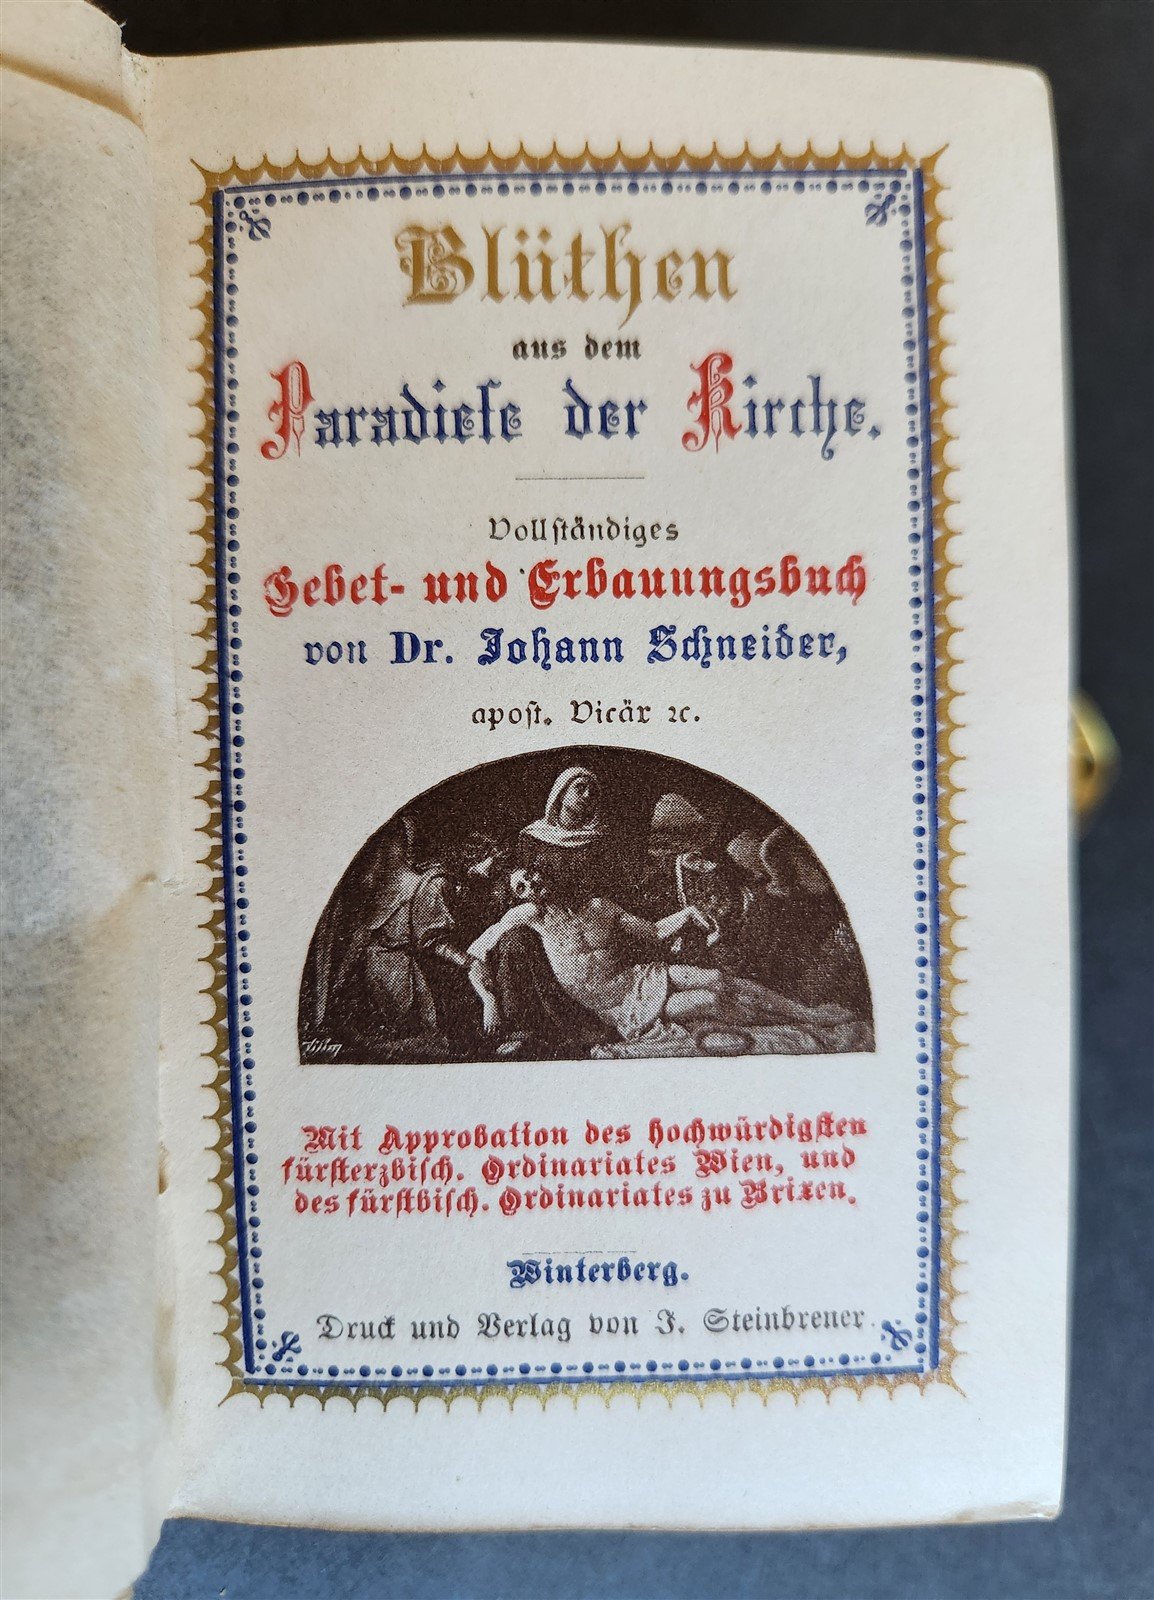 Blüthen
aus dem
Paradieſe der Kirche.
Vollſtändiges
Gebet- und Erbauungsbuch
von Dr. Johann Schneider,
apoſt. Vicär ꝛc.
Mit Approbation des hochwürdigſten
fürſterzbiſch. Ordinariates Wien, und
des fürſtbiſch. Ordinariates zu Brixen.
Winterberg.
Druck und Verlag von J. Steinbrener.